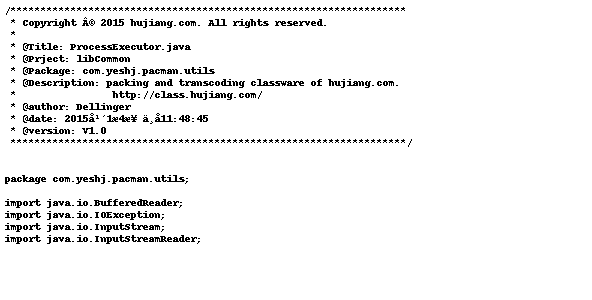 /******************************************************************
 * Copyright Â© 2015 hujiang.com. All rights reserved.
 *
 * @Title: ProcessExecutor.java
 * @Prject: libCommon
 * @Package: com.yeshj.pacman.utils
 * @Description: packing and transcoding classware of hujiang.com.
 *                http://class.hujiang.com/
 * @author: Dellinger
 * @date: 2015å¹´1æ4æ¥ ä¸å11:48:45
 * @version: V1.0
 ******************************************************************/
package com.yeshj.pacman.utils;
import java.io.BufferedReader;
import java.io.IOException;
import java.io.InputStream;
import java.io.InputStreamReader;